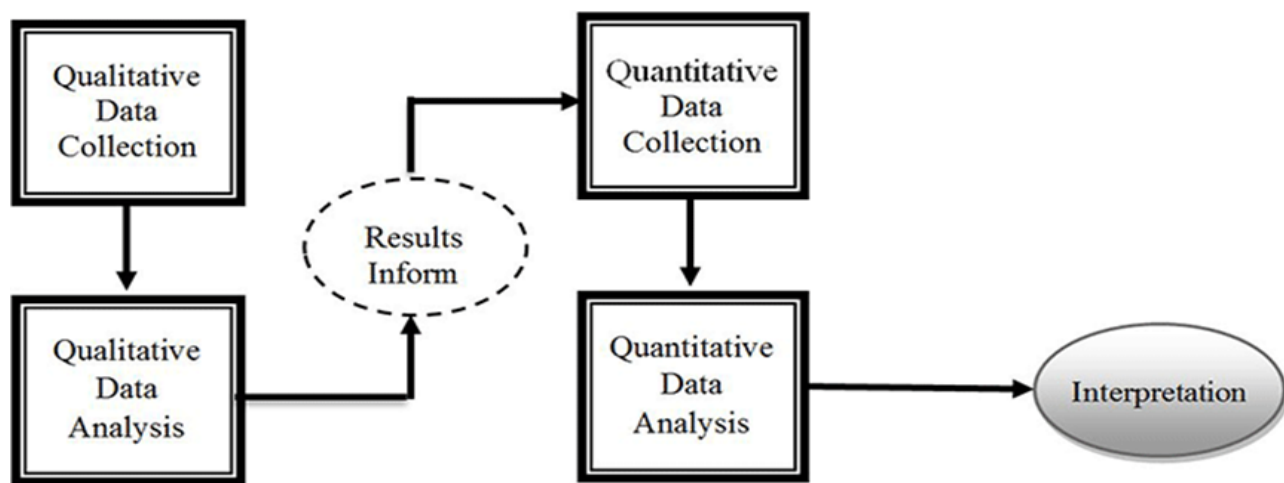 Qualitative
Data
Collection
Qualitative
Data
Analysis
Results
Inform
Quantitative
Data
Collection
Quantitative
Data
Analysis
Interpretation